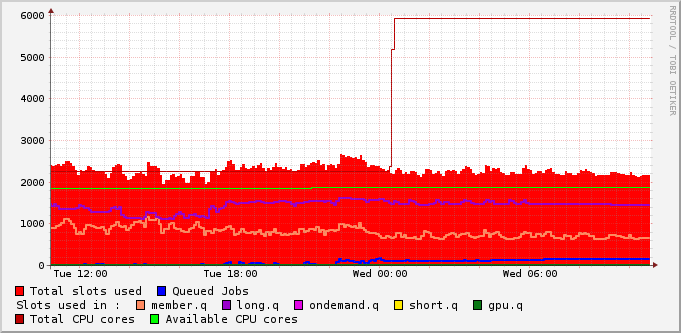 6000
5000
4000
3000
2000
1000
0
Tue 12:00 Tue 18:00 Wed 00:00 Wed 06:00
Total slots used Queued Jobs
Slots used in : member.q long.q ondemand.q short.q gpu.q
Total CPU cores Available CPU cores
RRDTOOL / TOBI OETIKER